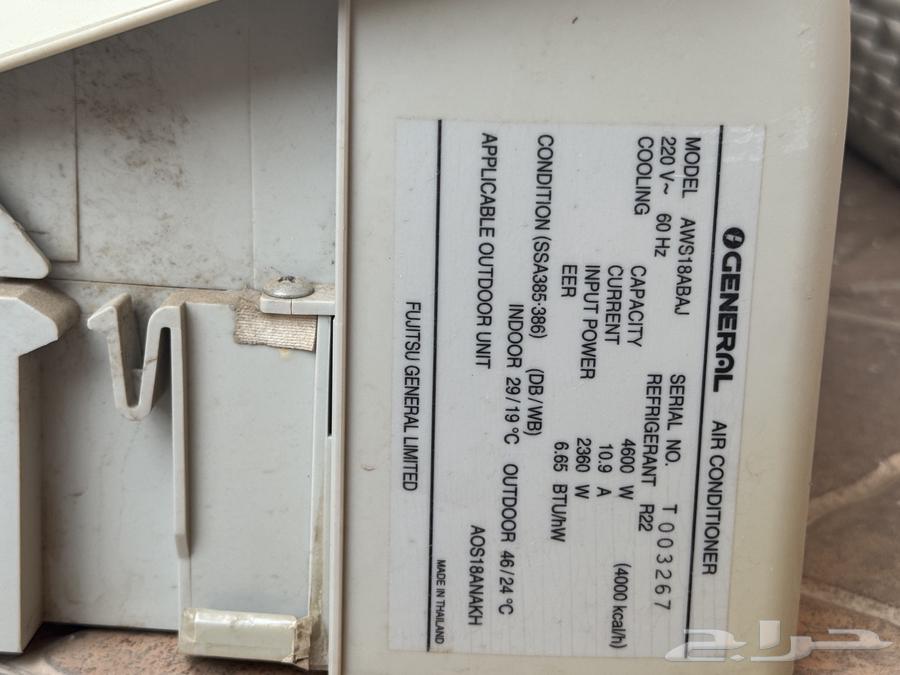 GENERAL AIR CONDITIONER
MODEL AWS18ABAJ SERIAL NO. T003267
220 V~ 60 Hz REFRIGERANT R22
COOLING CAPACITY 4600 W (4000 kcal/h)
CURRENT 10.9 A
INPUT POWER 2360 W
EER 6.65 BTU/hW
CONDITION (SSA385·386) (DB/WB)
INDOOR 29/19 °C OUTDOOR 46/24 °C
APPLICABLE OUTDOOR UNIT AOS18ANAKH
MADE IN THAILAND
FUJITSU GENERAL LIMITED
حراج